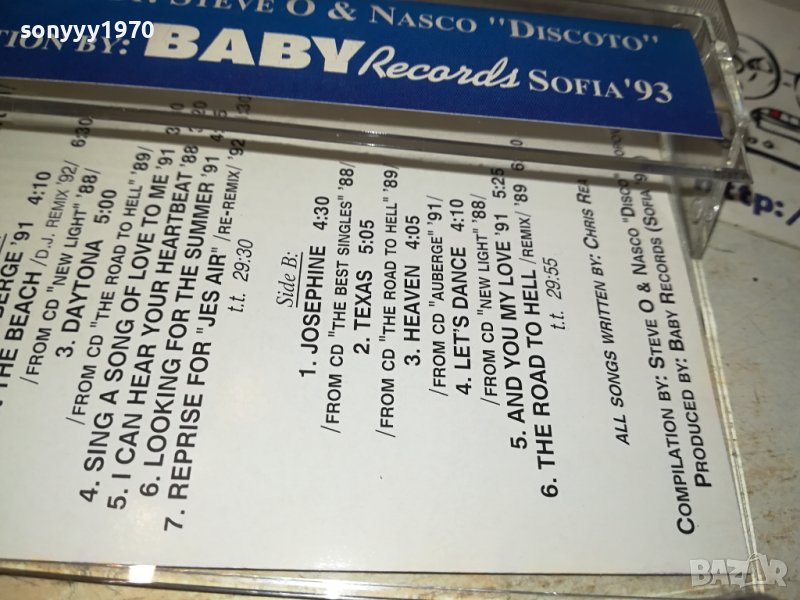 sonyyy1970
STEVE O & NASCO "DISCOTO"
BY: BABY Records SOFIA'93
'91 4:10
THE BEACH /D.J. REMIX '92/ 6:30
/FROM CD "NEW LIGHT" '88/
3. DAYTONA 5:00
/FROM CD "THE ROAD TO HELL" '89/
4. SING A SONG OF LOVE TO ME '91
5. I CAN HEAR YOUR HEARTBEAT '88 3:20
6. LOOKING FOR THE SUMMER '91
7. REPRISE FOR "JES AIR" /RE-REMIX/ '92
t.t. 29:30
Side B:
1. JOSEPHINE 4:30
/FROM CD "THE BEST SINGLES" '88/
2. TEXAS 5:05
/FROM CD "THE ROAD TO HELL" '89/
3. HEAVEN 4:05
/FROM CD "AUBERGE" '91/
4. LET'S DANCE 4:10
/FROM CD "NEW LIGHT" '88/
5. AND YOU MY LOVE '91 5:25
6. THE ROAD TO HELL /REMIX/ '89
t.t. 29:55
ALL SONGS WRITTEN BY: CHRIS REA
COMPILATION BY: STEVE O & NASCO "DISCO"
PRODUCED BY: BABY RECORDS (SOFIA
http:/
BAZAR
bg